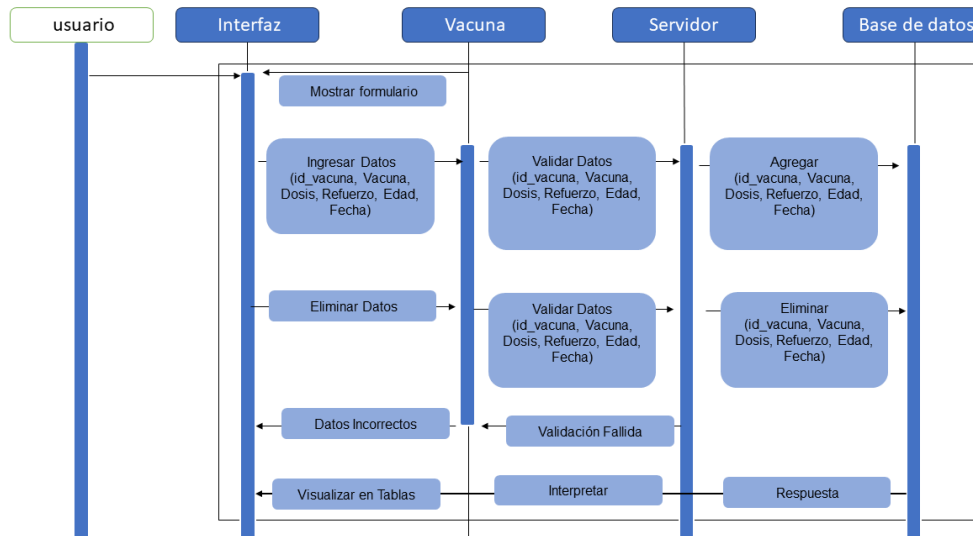 usuario
Interfaz
Vacuna
Servidor
Base de datos
Mostrar formulario
Ingresar Datos
(id_vacuna, Vacuna,
Dosis, Refuerzo, Edad,
Fecha)
Validar Datos
(id_vacuna, Vacuna,
Dosis, Refuerzo, Edad,
Fecha)
Agregar
(id_vacuna, Vacuna,
Dosis, Refuerzo, Edad,
Fecha)
Eliminar Datos
Validar Datos
(id_vacuna, Vacuna,
Dosis, Refuerzo, Edad,
Fecha)
Eliminar
(id_vacuna, Vacuna,
Dosis, Refuerzo, Edad,
Fecha)
Datos Incorrectos
Validación Fallida
Visualizar en Tablas
Interpretar
Respuesta